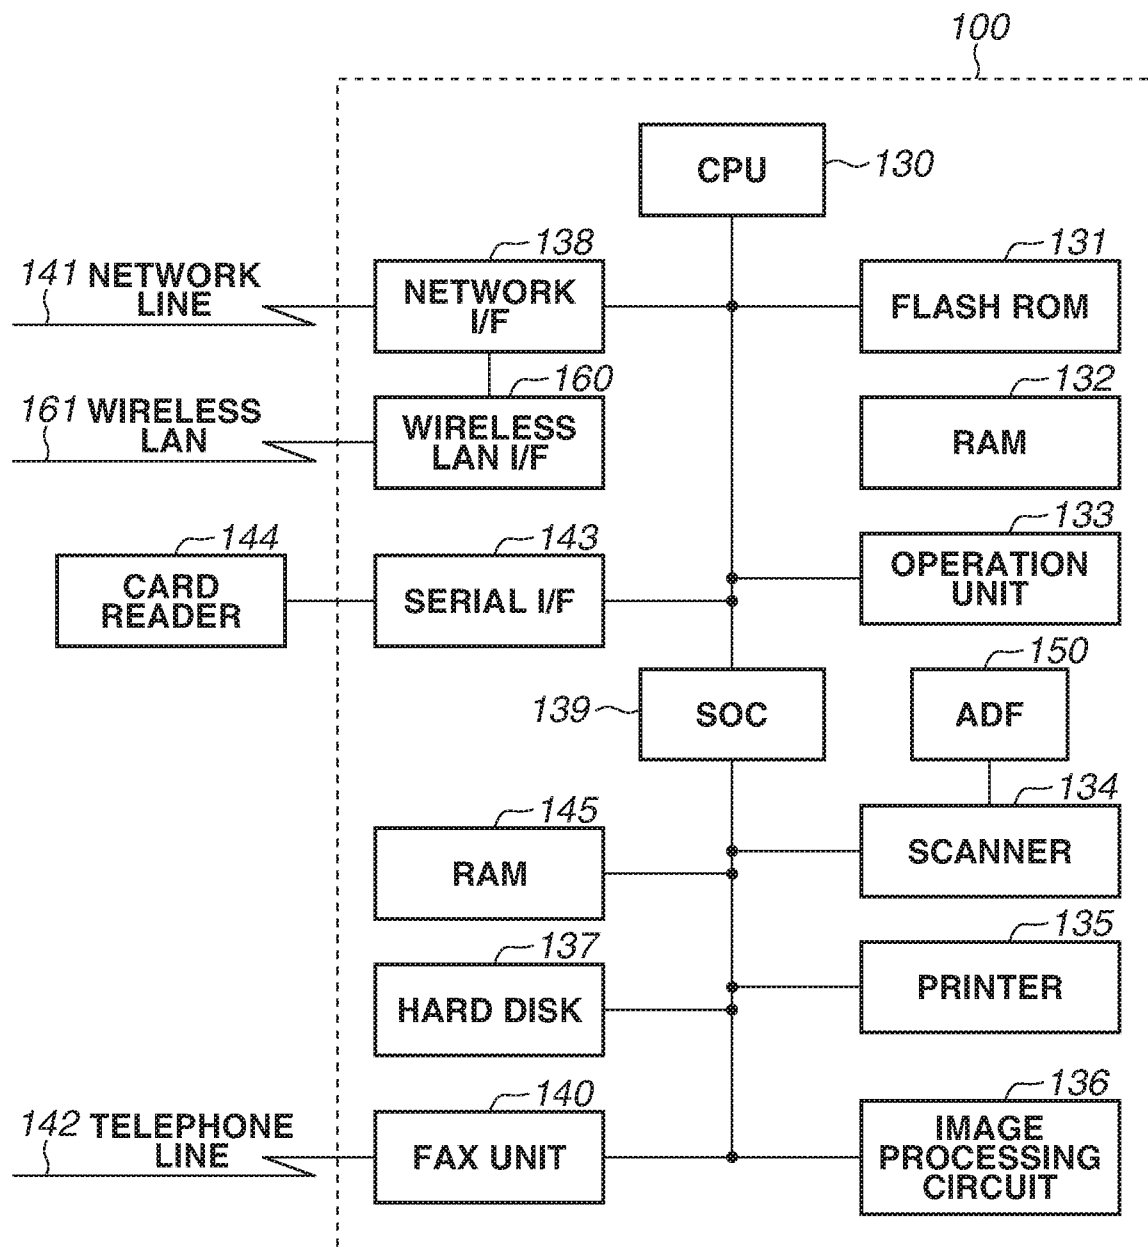 100
CPU
130
138
131
141 NETWORK
LINE
NETWORK
I/F
FLASH ROM
160
132
161 WIRELESS
LAN
WIRELESS
LAN I/F
RAM
144
143
133
CARD
READER
SERIAL I/F
OPERATION
UNIT
139
SOC
150
ADF
145
134
RAM
SCANNER
137
135
HARD DISK
PRINTER
140
136
142 TELEPHONE
LINE
FAX UNIT
IMAGE
PROCESSING
CIRCUIT